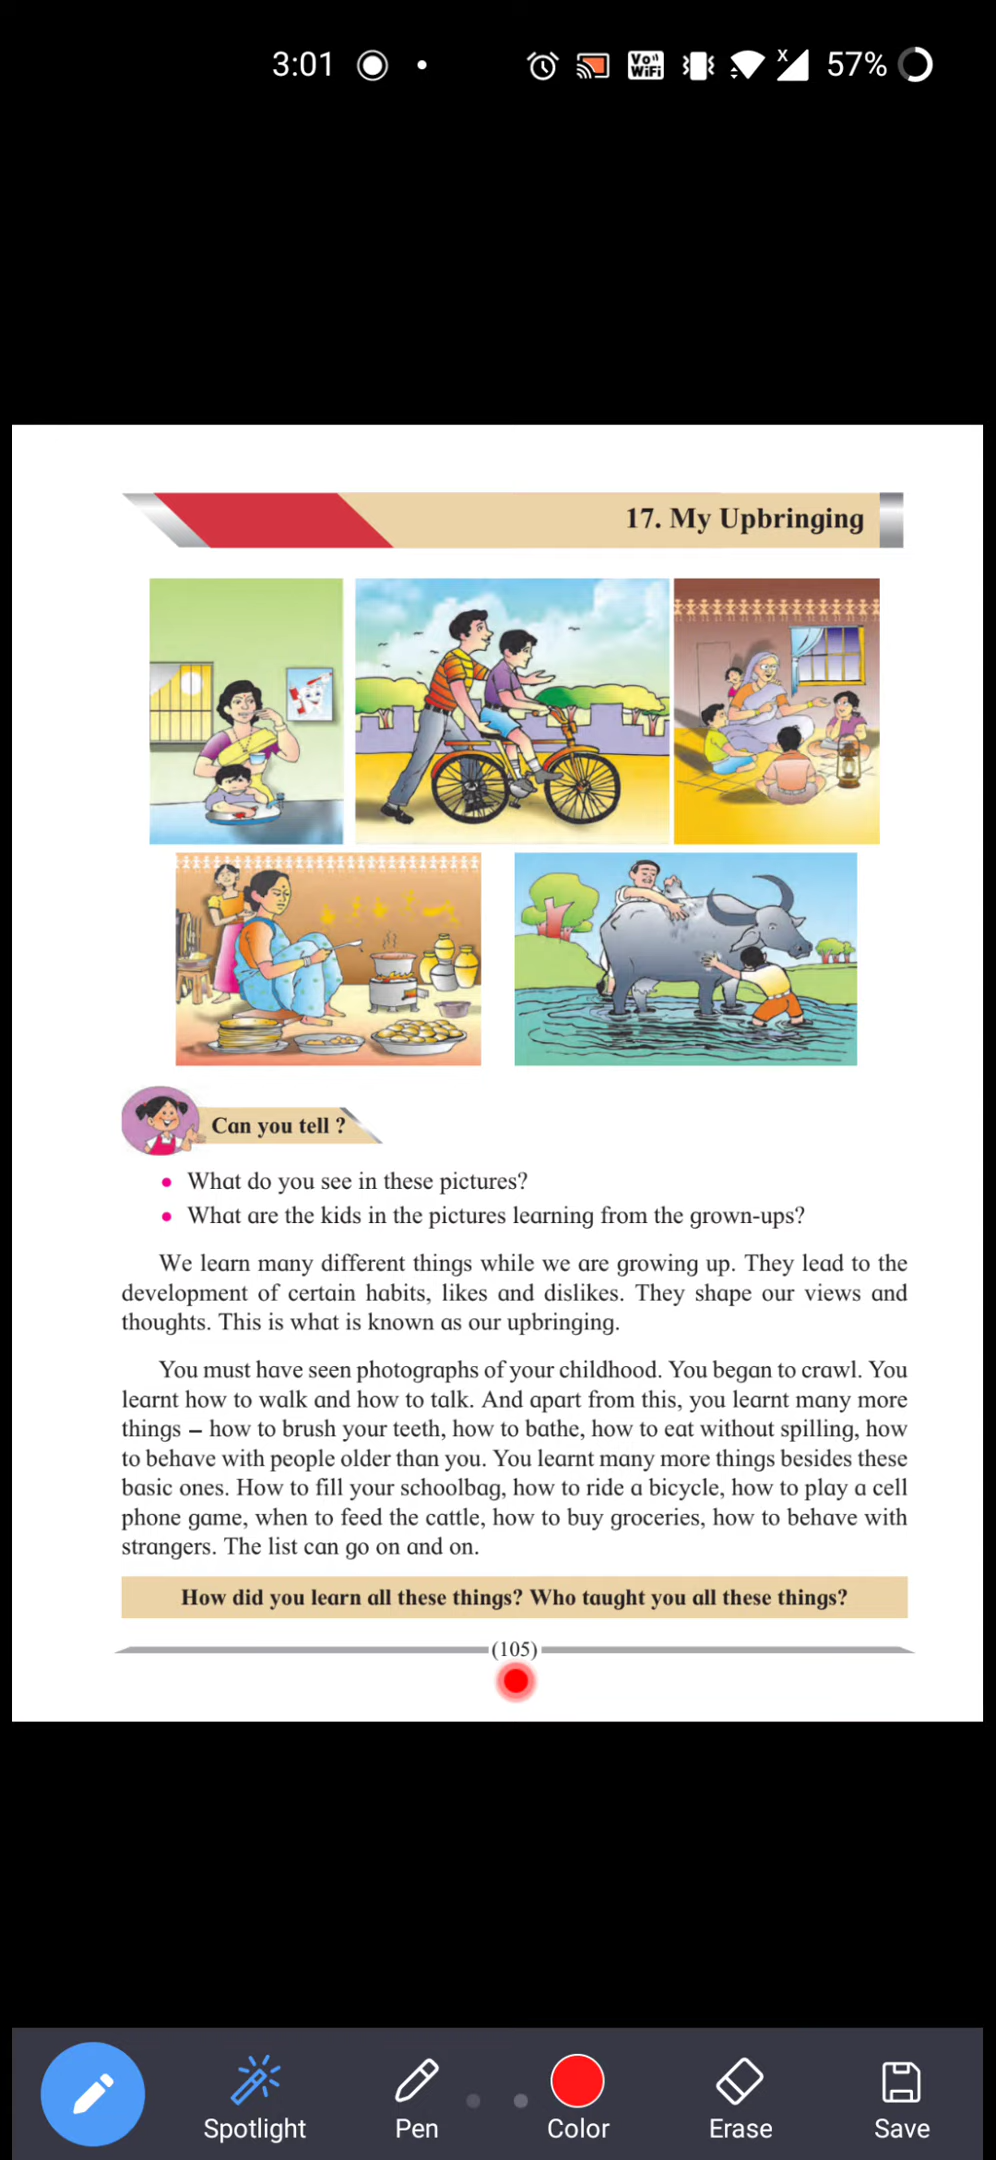 3:01
Vo WiFi
x
57%
17. My Upbringing
Can you tell ?
• What do you see in these pictures?
• What are the kids in the pictures learning from the grown-ups?
We learn many different things while we are growing up. They lead to the
development of certain habits, likes and dislikes. They shape our views and
thoughts. This is what is known as our upbringing.
You must have seen photographs of your childhood. You began to crawl. You
learnt how to walk and how to talk. And apart from this, you learnt many more
things – how to brush your teeth, how to bathe, how to eat without spilling, how
to behave with people older than you. You learnt many more things besides these
basic ones. How to fill your schoolbag, how to ride a bicycle, how to play a cell
phone game, when to feed the cattle, how to buy groceries, how to behave with
strangers. The list can go on and on.
How did you learn all these things? Who taught you all these things?
(105)
Spotlight
Pen
Color
Erase
Save